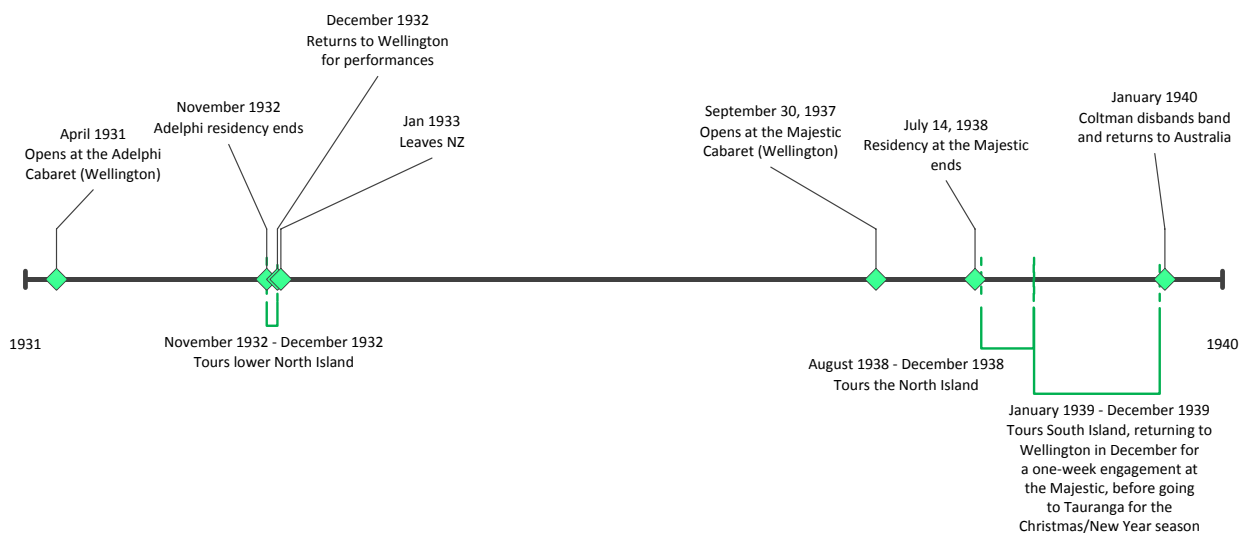 December 1932
Returns to Wellington
for performances
November 1932
Adelphi residency ends
April 1931
Opens at the Adelphi
Cabaret (Wellington)
Jan 1933
Leaves NZ
September 30, 1937
Opens at the Majestic
Cabaret (Wellington)
July 14, 1938
Residency at the Majestic
ends
January 1940
Coltman disbands band
and returns to Australia
1931
November 1932 - December 1932
Tours lower North Island
August 1938 - December 1938
Tours the North Island
1940
January 1939 - December 1939
Tours South Island, returning to
Wellington in December for
a one-week engagement at
the Majestic, before going
to Tauranga for the
Christmas/New Year season